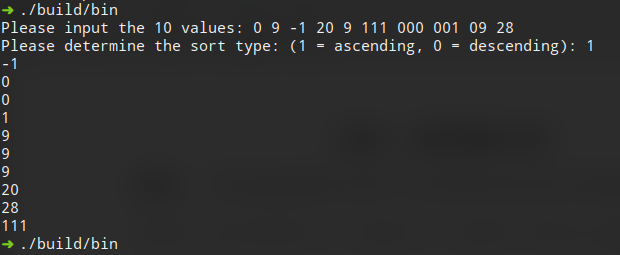 ➜ ./build/bin
Please input the 10 values: 0 9 -1 20 9 111 000 001 09 28
Please determine the sort type: (1 = ascending, 0 = descending): 1
-1
0
0
1
9
9
9
20
28
111
➜ ./build/bin